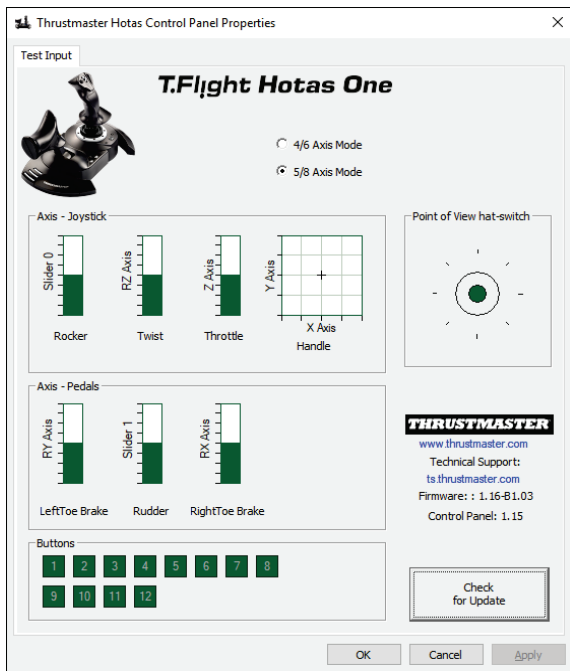 Thrustmaster Hotas Control Panel Properties
Test Input
T.Flight Hotas One
4/6 Axis Mode
5/8 Axis Mode
Axis - Joystick
Slider 0
RZ Axis
Z Axis
Y Axis
X Axis
Rocker
Twist
Throttle
Handle
Point of View hat-switch
Axis - Pedals
RY Axis
Slider 1
RX Axis
LeftToe Brake
Rudder
RightToe Brake
THRUSTMASTER
www.thrustmaster.com
Technical Support:
ts.thrustmaster.com
Firmware: : 1.16-B1.03
Control Panel: 1.15
Buttons
1 2 3 4 5 6 7 8
9 10 11 12
Check
for Update
OK Cancel Apply